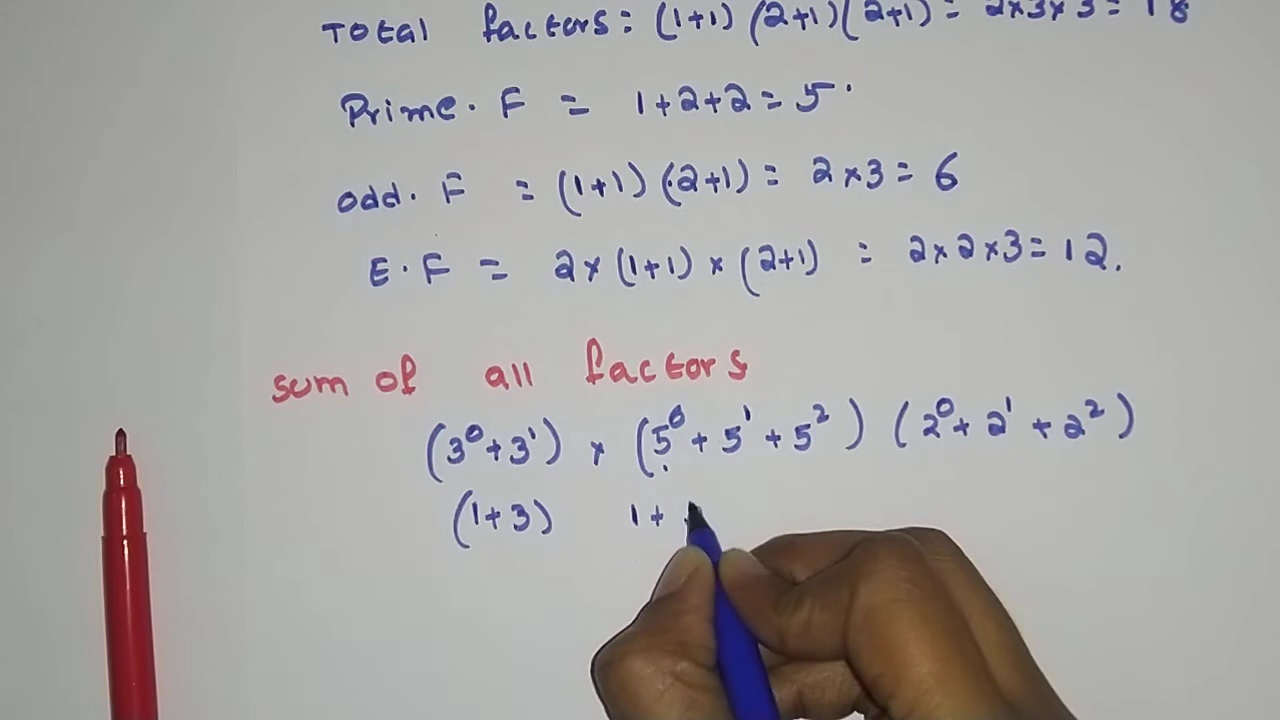 Total factors: (1+1) (2+1) (2+1) = 2×3×3 = 18
Prime. F = 1+2+2 = 5.
odd. F = (1+1) (2+1) = 2×3 = 6
E.F = 2×(1+1)×(2+1) = 2×2×3 = 12.
sum of all factors
(3⁰+3¹) × (5⁰+5¹+5²) (2⁰+2¹+2²)
(1+3) 1+